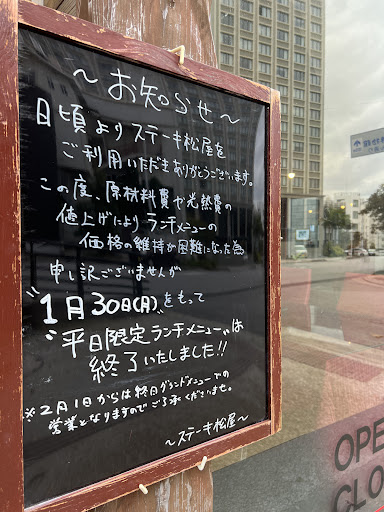 ～お知らせ～
日頃よりステーキ松屋を
ご利用いただきありがとうございます。
この度、原材料費や光熱費の
値上げによりランチメニューの
価格の維持が困難になった為
申し訳ございませんが
"1月30日(月)"をもって
"平日限定ランチメニュー"は
終了いたしました!!
※2月1日からは終日グランドメニューでの
営業となりますのでご了承くださいませ。
～ステーキ松屋～
OPE
CLO